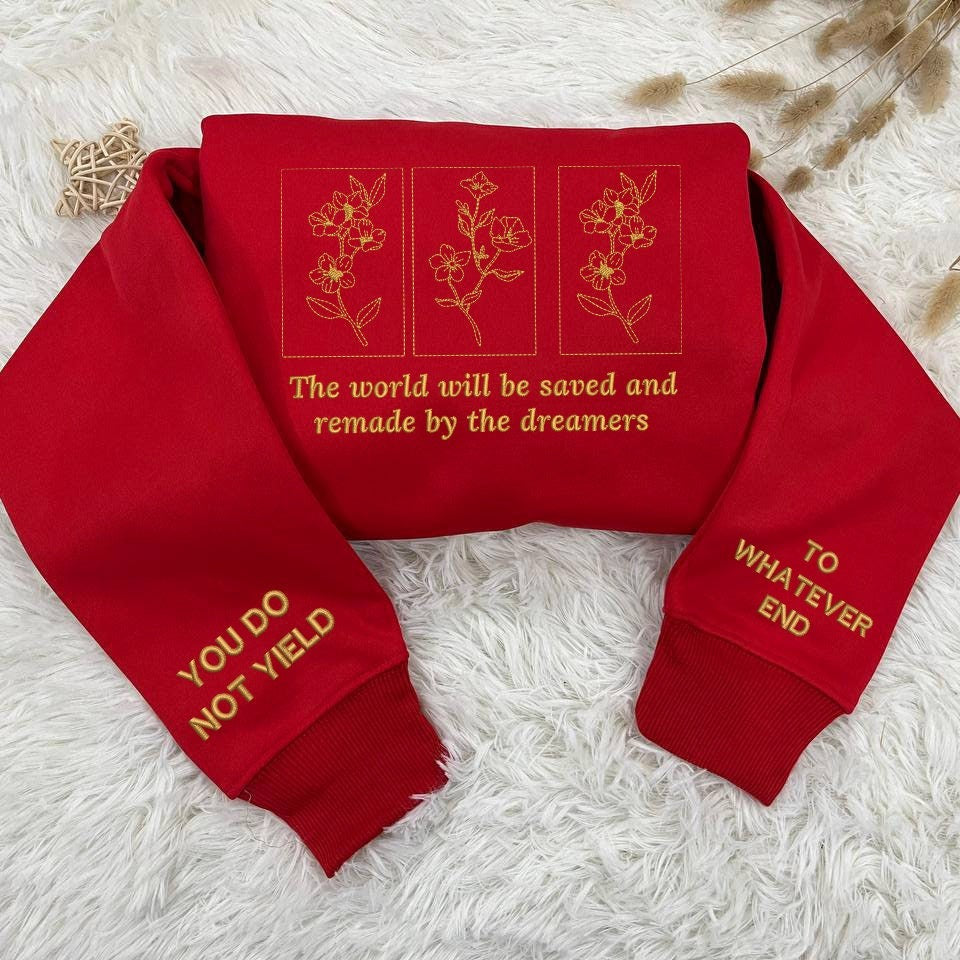 The world will be saved and
remade by the dreamers
YOU DO
NOT YIELD
TO
WHATEVER
END